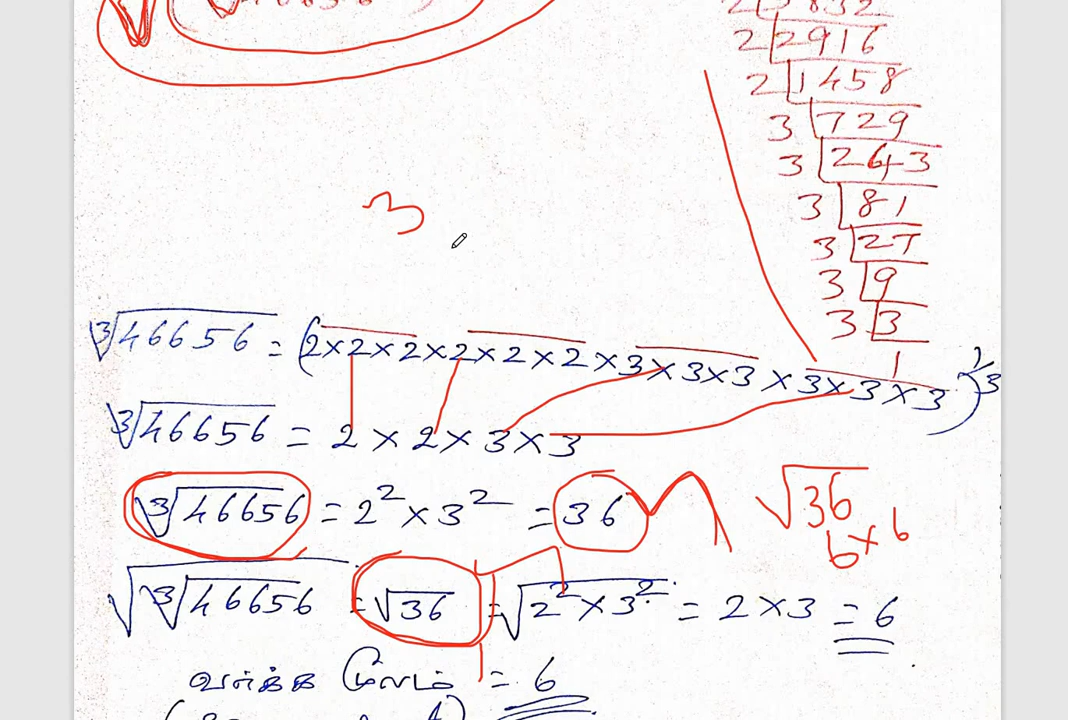 2 2916
2 1458
3 729
3 243
3 81
3 27
3 9
3 3
1
3
∛46656 = (2×2×2×2×2×2×3×3×3×3×3×3)^1/3
∛46656 = 2×2×3×3
∛46656 = 2²×3² = 36
√36
6×6
√∛46656 = √36 = √2²×3² = 2×3 = 6
வர்க்க மூலம் = 6